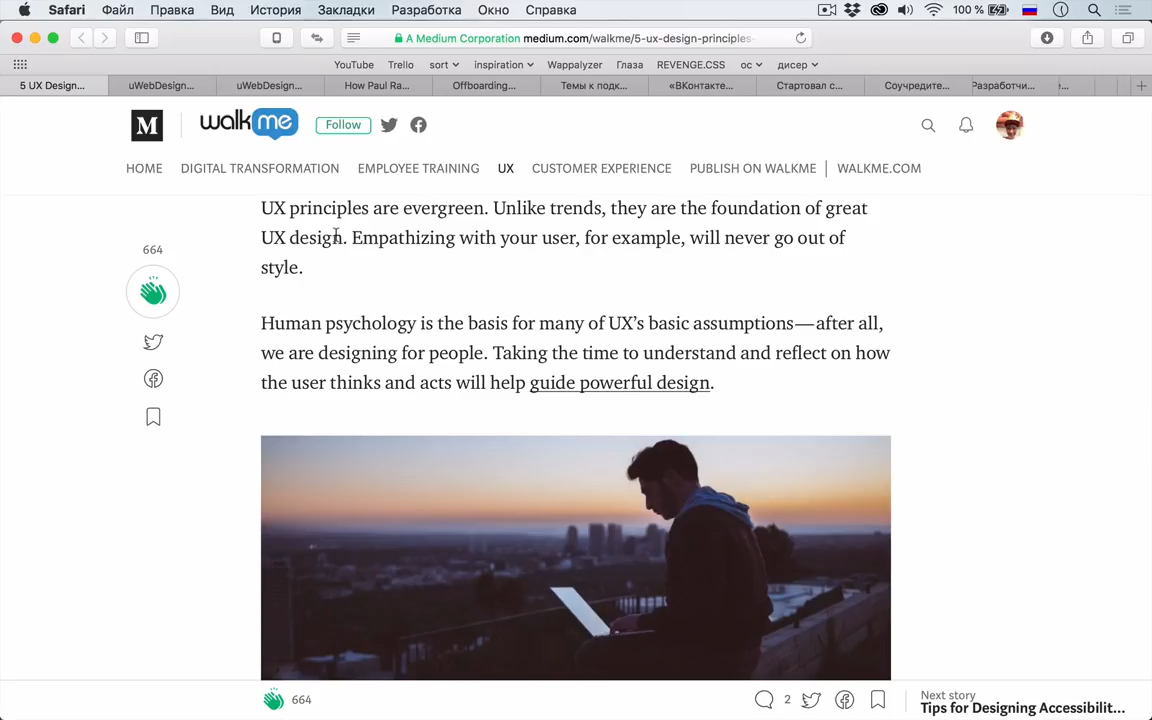 Safari Файл Правка Вид История Закладки Разработка Окно Справка 100 %
A Medium Corporation medium.com/walkme/5-ux-design-principles-
YouTube Trello sort inspiration Wappalyzer Глаза REVENGE.CSS ос дисер
5 UX Design... uWebDesign... uWebDesign... How Paul Ra... Offboarding... Темы к подк... «ВКонтакте... Стартовал с... Соучредите... Разработчи...
M walkme Follow
HOME DIGITAL TRANSFORMATION EMPLOYEE TRAINING UX CUSTOMER EXPERIENCE PUBLISH ON WALKME WALKME.COM
UX principles are evergreen. Unlike trends, they are the foundation of great
UX design. Empathizing with your user, for example, will never go out of
style.
664
Human psychology is the basis for many of UX’s basic assumptions — after all,
we are designing for people. Taking the time to understand and reflect on how
the user thinks and acts will help guide powerful design.
664 2
Next story
Tips for Designing Accessibilit...